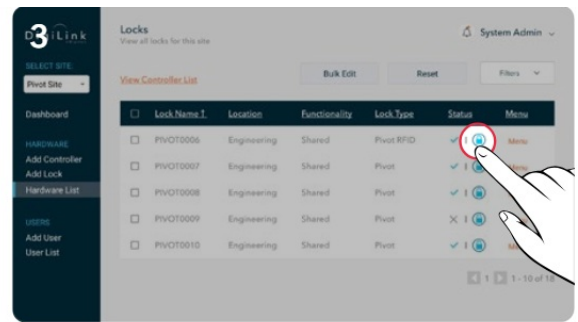 D3iLink
Locks
View all locks for this site
System Admin
SELECT SITE:
Pivot Site
View Controller List
Bulk Edit
Reset
Filters
Dashboard
Lock Name Location Functionality Lock Type Status Menu
HARDWARE
PIVOT0006 Engineering Shared Pivot RFID Menu
Add Controller
Add Lock
PIVOT0007 Engineering Shared Pivot Menu
Hardware List
PIVOT0008 Engineering Shared Pivot
USERS
PIVOT0009 Engineering Shared Pivot
Add User
PIVOT0010 Engineering Shared Pivot
User List
1 1 - 10 of 18